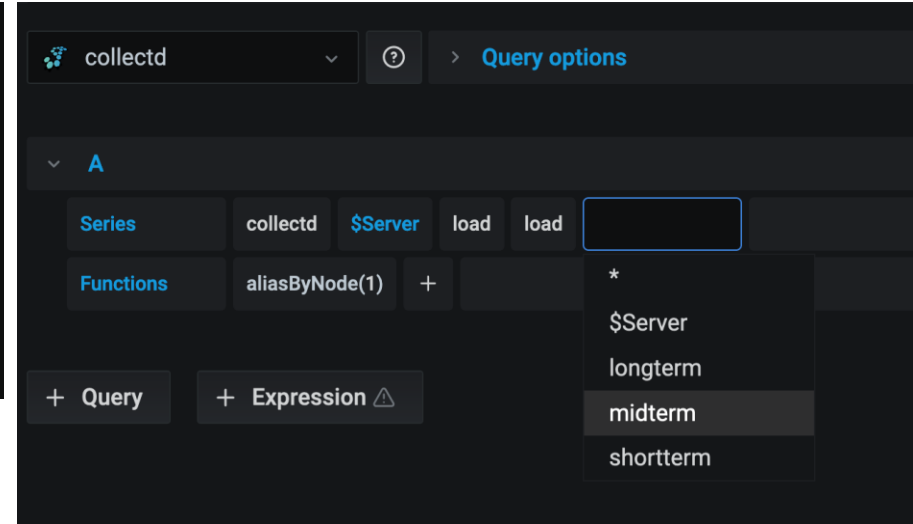 collectd
Query options
A
Series collectd $Server load load
Functions aliasByNode(1) +
*
$Server
longterm
midterm
shortterm
+ Query + Expression